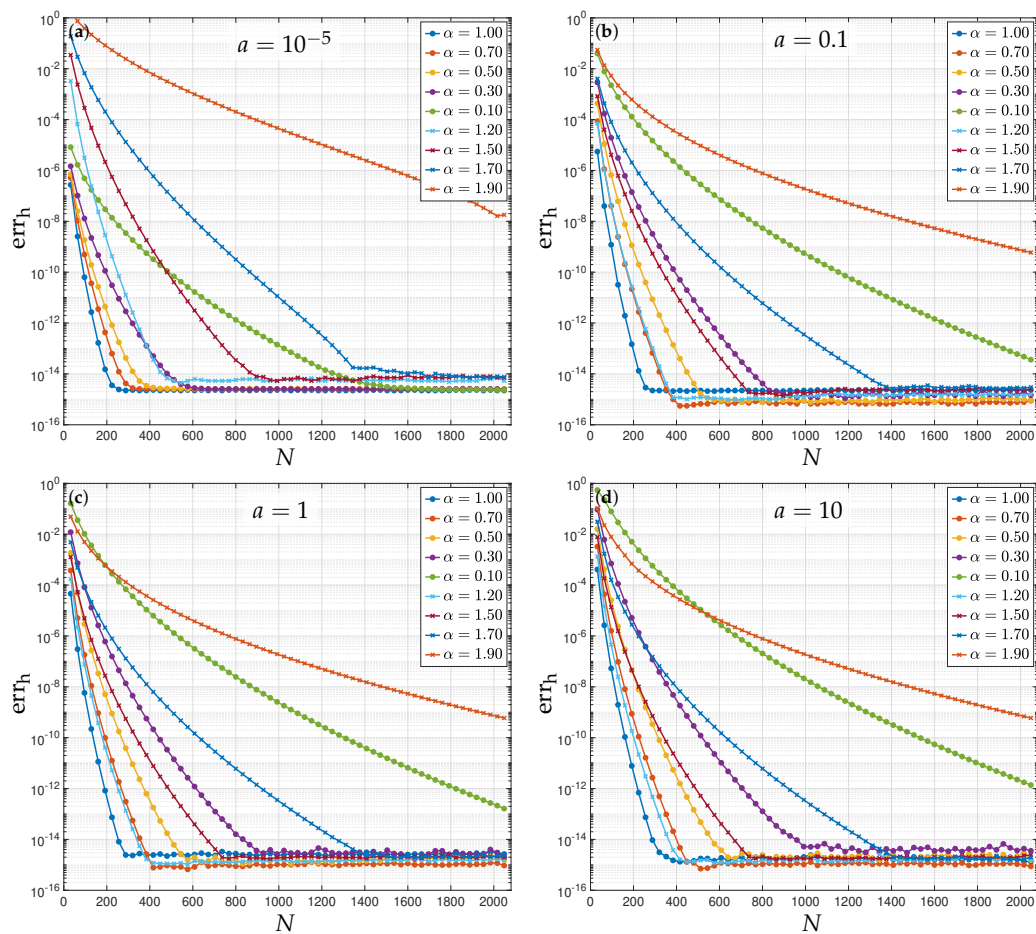 (a)
a = 10⁻⁵
10⁰
10⁻²
10⁻⁴
10⁻⁶
10⁻⁸
10⁻¹⁰
10⁻¹²
10⁻¹⁴
10⁻¹⁶
err_h
0 200 400 600 800 1000 1200 1400 1600 1800 2000
N
α = 1.00
α = 0.70
α = 0.50
α = 0.30
α = 0.10
α = 1.20
α = 1.50
α = 1.70
α = 1.90
(b)
a = 0.1
10⁰
10⁻²
10⁻⁴
10⁻⁶
10⁻⁸
10⁻¹⁰
10⁻¹²
10⁻¹⁴
10⁻¹⁶
err_h
0 200 400 600 800 1000 1200 1400 1600 1800 2000
N
α = 1.00
α = 0.70
α = 0.50
α = 0.30
α = 0.10
α = 1.20
α = 1.50
α = 1.70
α = 1.90
(c)
a = 1
10⁰
10⁻²
10⁻⁴
10⁻⁶
10⁻⁸
10⁻¹⁰
10⁻¹²
10⁻¹⁴
10⁻¹⁶
err_h
0 200 400 600 800 1000 1200 1400 1600 1800 2000
N
α = 1.00
α = 0.70
α = 0.50
α = 0.30
α = 0.10
α = 1.20
α = 1.50
α = 1.70
α = 1.90
(d)
a = 10
10⁰
10⁻²
10⁻⁴
10⁻⁶
10⁻⁸
10⁻¹⁰
10⁻¹²
10⁻¹⁴
10⁻¹⁶
err_h
0 200 400 600 800 1000 1200 1400 1600 1800 2000
N
α = 1.00
α = 0.70
α = 0.50
α = 0.30
α = 0.10
α = 1.20
α = 1.50
α = 1.70
α = 1.90